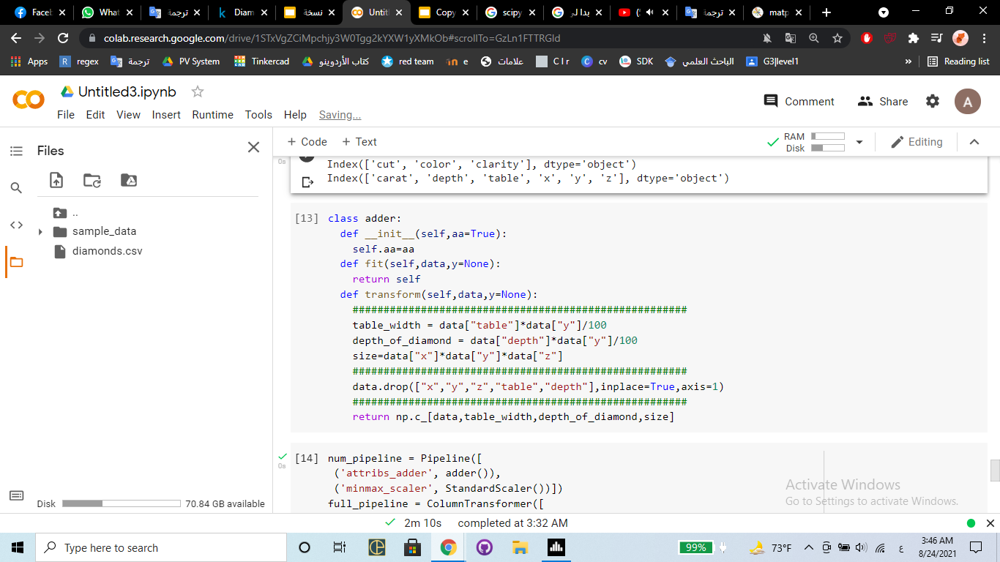 Facel
What
ترجمة
Diam
نسخة
Untitl
Copy
scipy
بدا لر
(5
ترجمة
matp
colab.research.google.com/drive/1STxVgZCiMpchjy3W0Tgg2kYXW1yXMkOb#scrollTo=GzLn1FTTRGld
Apps
R regex
ترجمة
PV System
Tinkercad
كتاب الأردوينو
red team
in e
علامات
C l r
cv
SDK
الباحث العلمي
G3|level1
»
Reading list
Untitled3.ipynb
File Edit View Insert Runtime Tools Help Saving...
Comment
Share
A
Files
+ Code + Text
RAM
Disk
Editing
..
sample_data
diamonds.csv
0s
Index(['cut', 'color', 'clarity'], dtype='object')
Index(['carat', 'depth', 'table', 'x', 'y', 'z'], dtype='object')
[13] class adder:
def __init__(self,aa=True):
self.aa=aa
def fit(self,data,y=None):
return self
def transform(self,data,y=None):
######################################################
table_width = data["table"]*data["y"]/100
depth_of_diamond = data["depth"]*data["y"]/100
size=data["x"]*data["y"]*data["z"]
######################################################
data.drop(["x","y","z","table","depth"],inplace=True,axis=1)
######################################################
return np.c_[data,table_width,depth_of_diamond,size]
0s
[14] num_pipeline = Pipeline([
('attribs_adder', adder()),
('minmax_scaler', StandardScaler())])
full_pipeline = ColumnTransformer([
Activate Windows
Go to Settings to activate Windows.
Disk 70.84 GB available
2m 10s completed at 3:32 AM
Type here to search
99%
73°F
ع
3:46 AM
8/24/2021